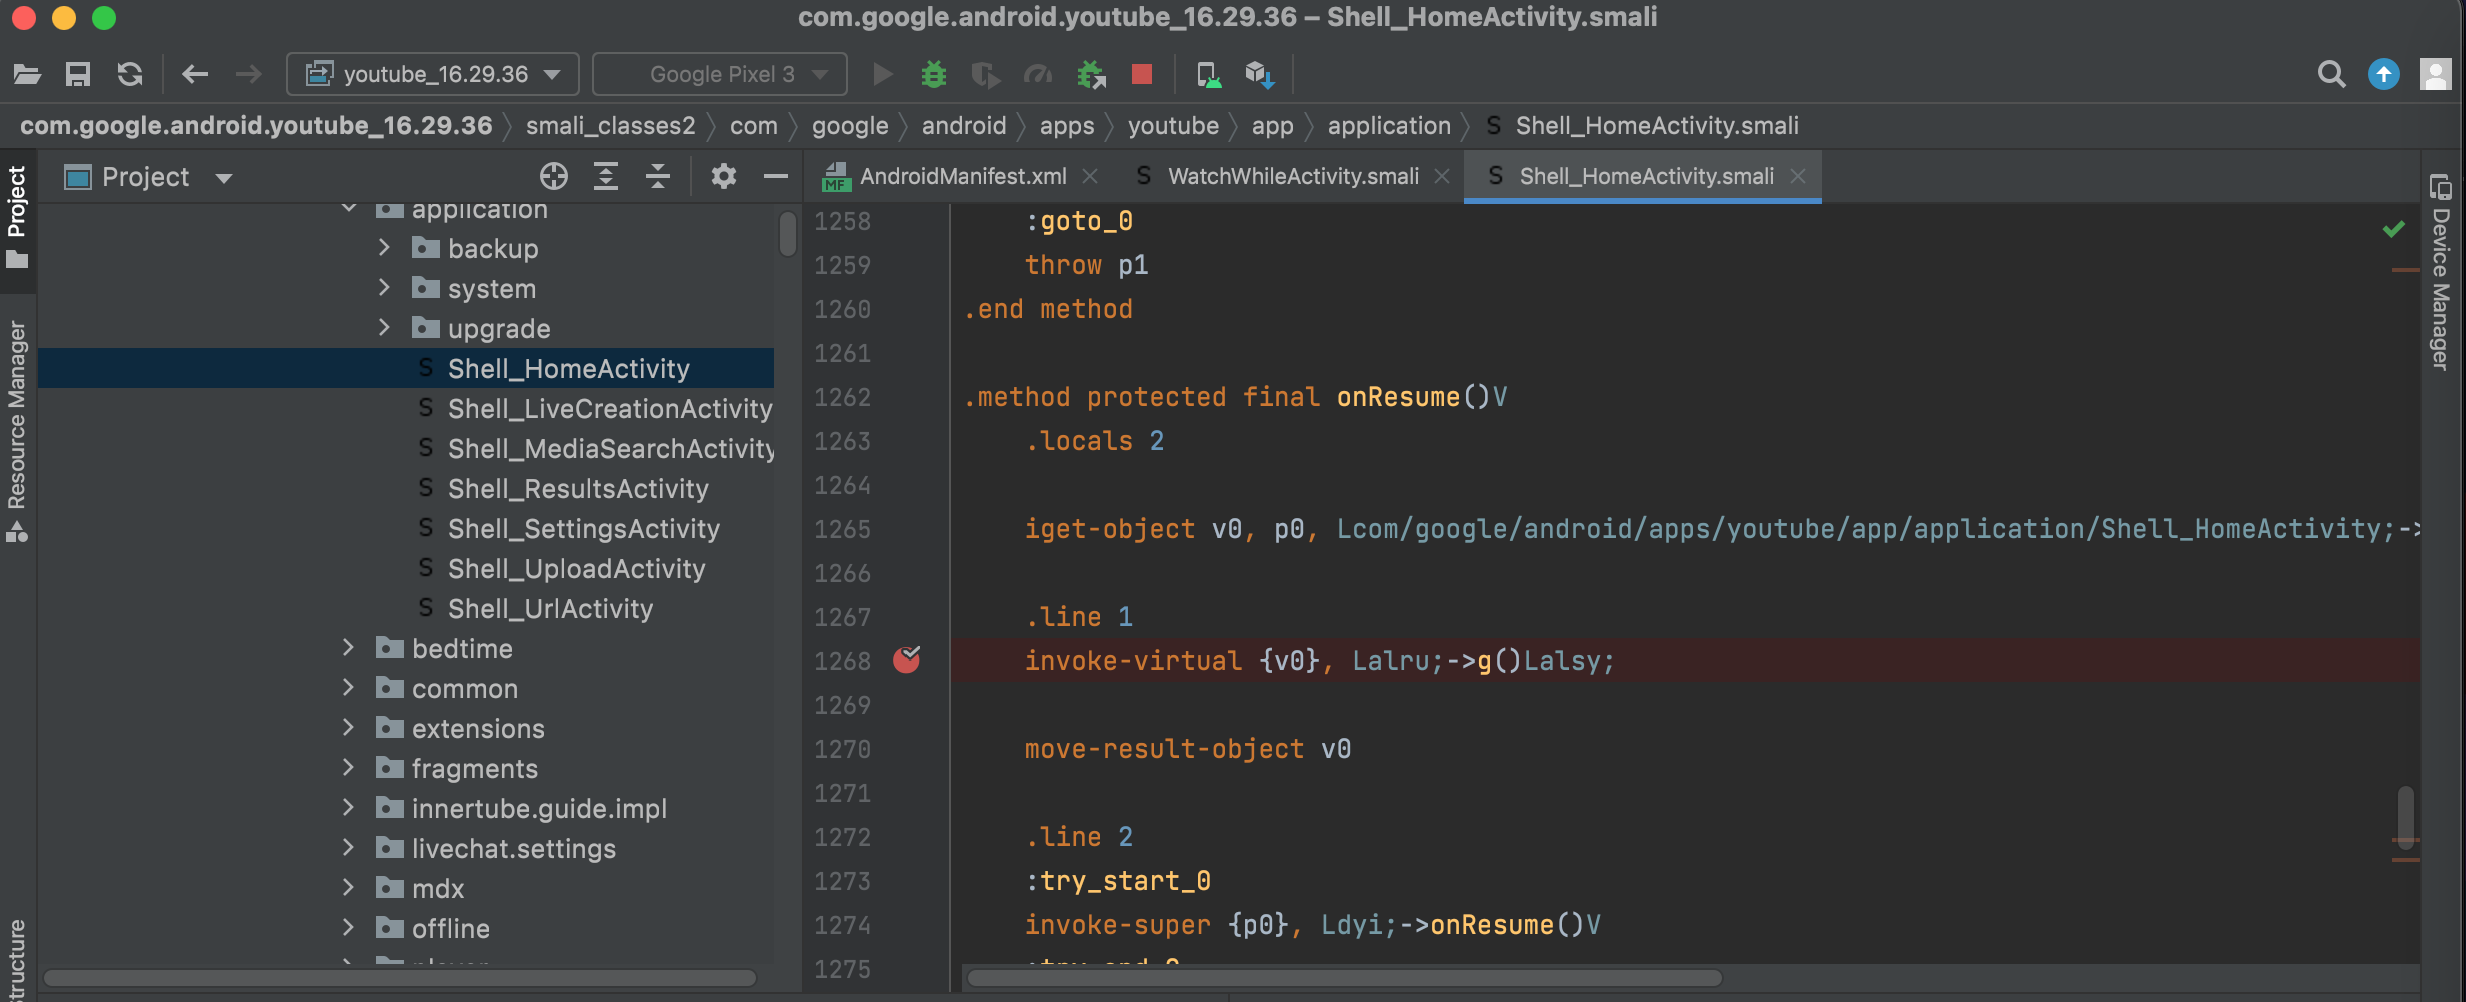 com.google.android.youtube_16.29.36 – Shell_HomeActivity.smali
youtube_16.29.36
Google Pixel 3
com.google.android.youtube_16.29.36
smali_classes2
com
google
android
apps
youtube
app
application
S Shell_HomeActivity.smali
Project
Resource Manager
Project
application
backup
system
upgrade
S Shell_HomeActivity
S Shell_LiveCreationActivity
S Shell_MediaSearchActivity
S Shell_ResultsActivity
S Shell_SettingsActivity
S Shell_UploadActivity
S Shell_UrlActivity
bedtime
common
extensions
fragments
innertube.guide.impl
livechat.settings
mdx
offline
MF AndroidManifest.xml
S WatchWhileActivity.smali
S Shell_HomeActivity.smali
1258 :goto_0
1259 throw p1
1260 .end method
1261
1262 .method protected final onResume()V
1263 .locals 2
1264
1265 iget-object v0, p0, Lcom/google/android/apps/youtube/app/application/Shell_HomeActivity;->
1266
1267 .line 1
1268 invoke-virtual {v0}, Lalru;->g()Lalsy;
1269
1270 move-result-object v0
1271
1272 .line 2
1273 :try_start_0
1274 invoke-super {p0}, Ldyi;->onResume()V
1275
Device Manager